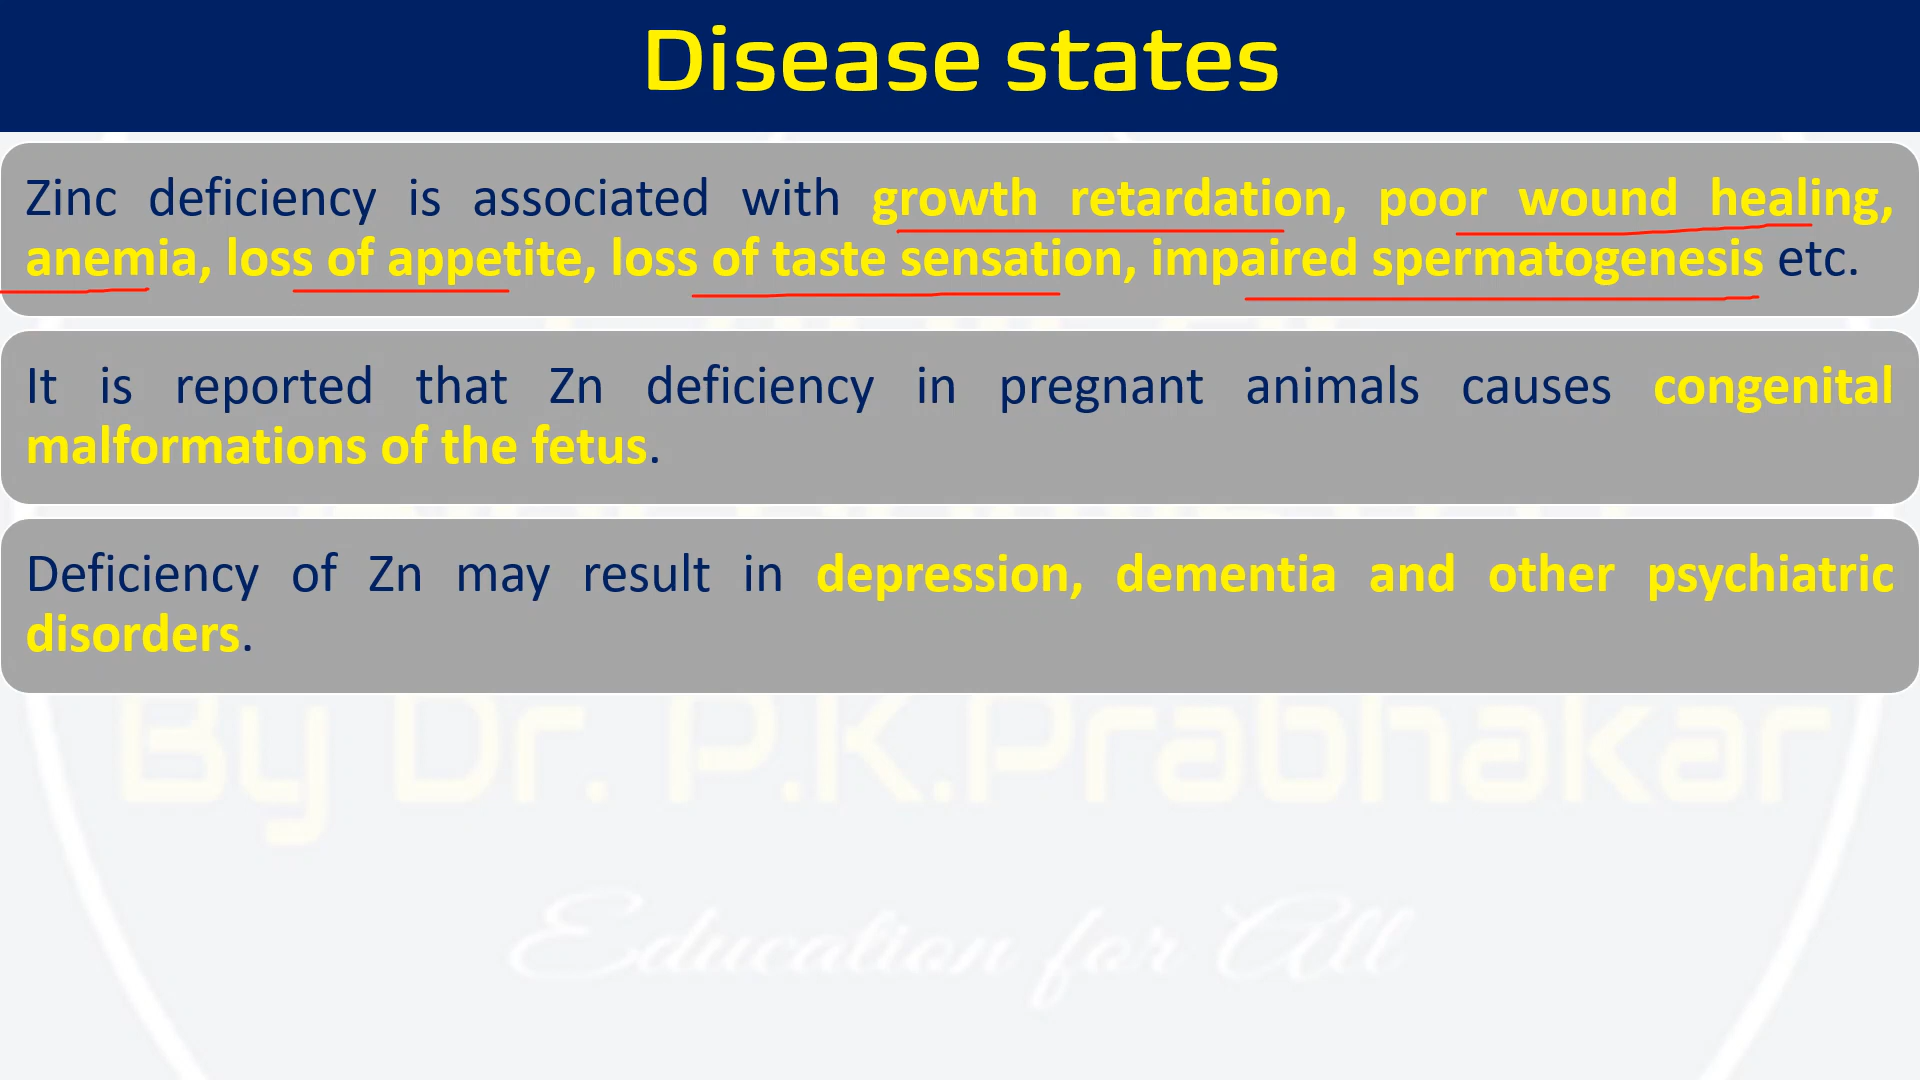 Disease states
Zinc deficiency is associated with growth retardation, poor wound healing,
anemia, loss of appetite, loss of taste sensation, impaired spermatogenesis etc.
It is reported that Zn deficiency in pregnant animals causes congenital
malformations of the fetus.
Deficiency of Zn may result in depression, dementia and other psychiatric
disorders.
By Dr. P.K.Prabhakar
Education for All